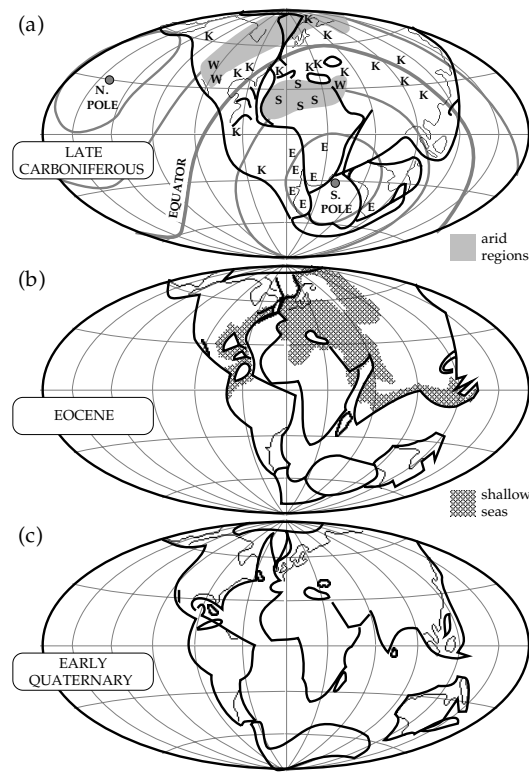 (a)
K
K
K
K
W
K
K
W
K
K
K
K
W
K
K
S
K
S
S
S
K
N.
POLE
K
LATE
CARBONIFEROUS
EQUATOR
E
E
K
E
E
E
E
E
S.
POLE
arid
regions
(b)
EOCENE
shallow
seas
(c)
EARLY
QUATERNARY